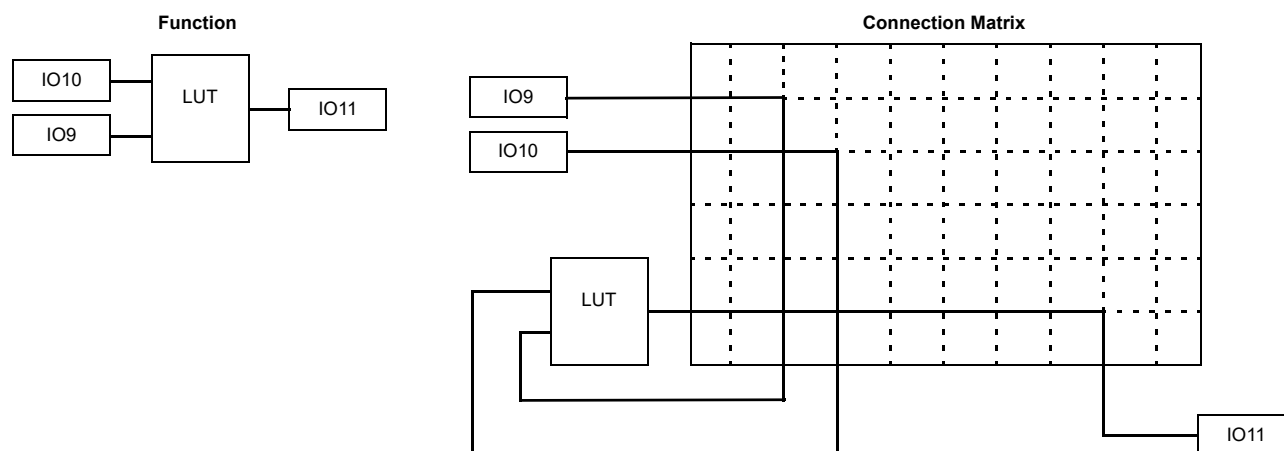 Function
IO10
IO9
LUT
IO11
Connection Matrix
IO9
IO10
LUT
IO11